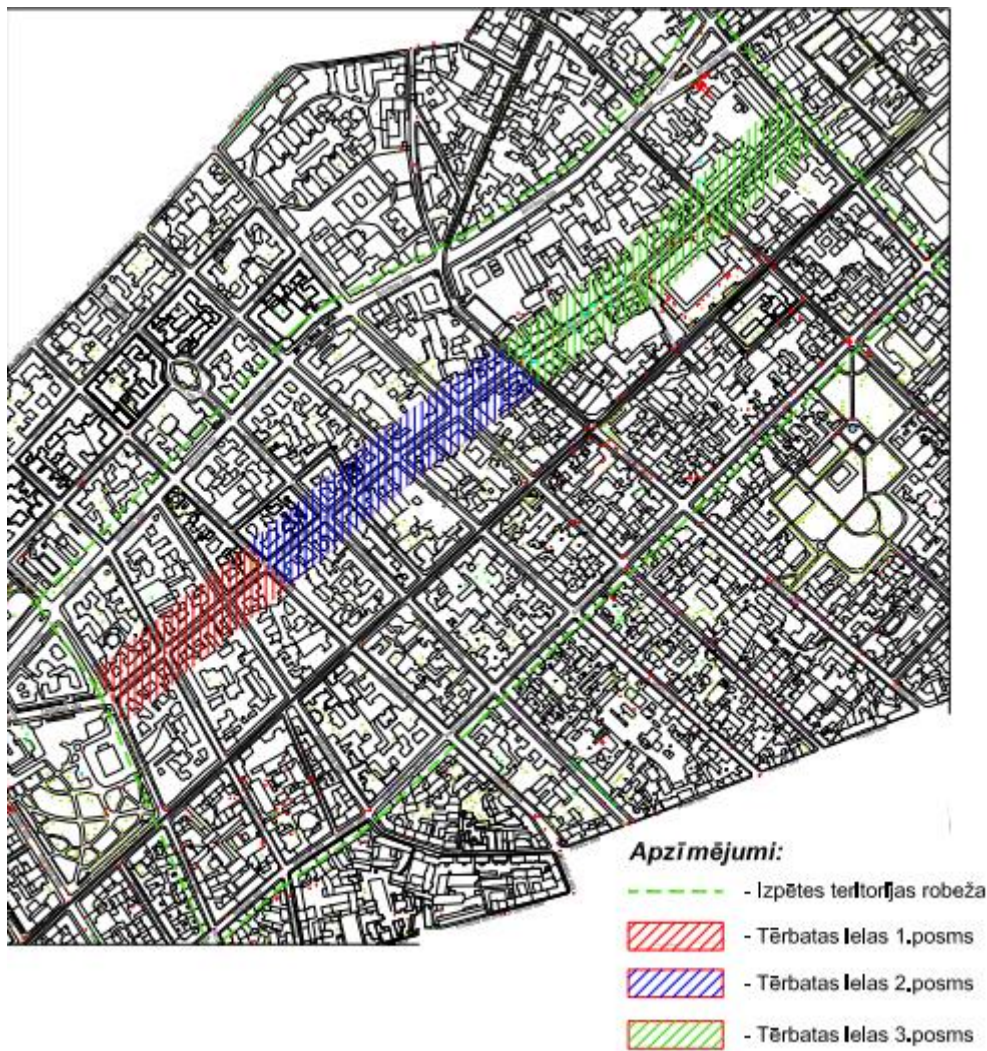 Apzīmējumi:
- Izpētes teritorijas robeža
- Tērbatas Ielas 1.posms
- Tērbatas Ielas 2.posms
- Tērbatas Ielas 3.posms